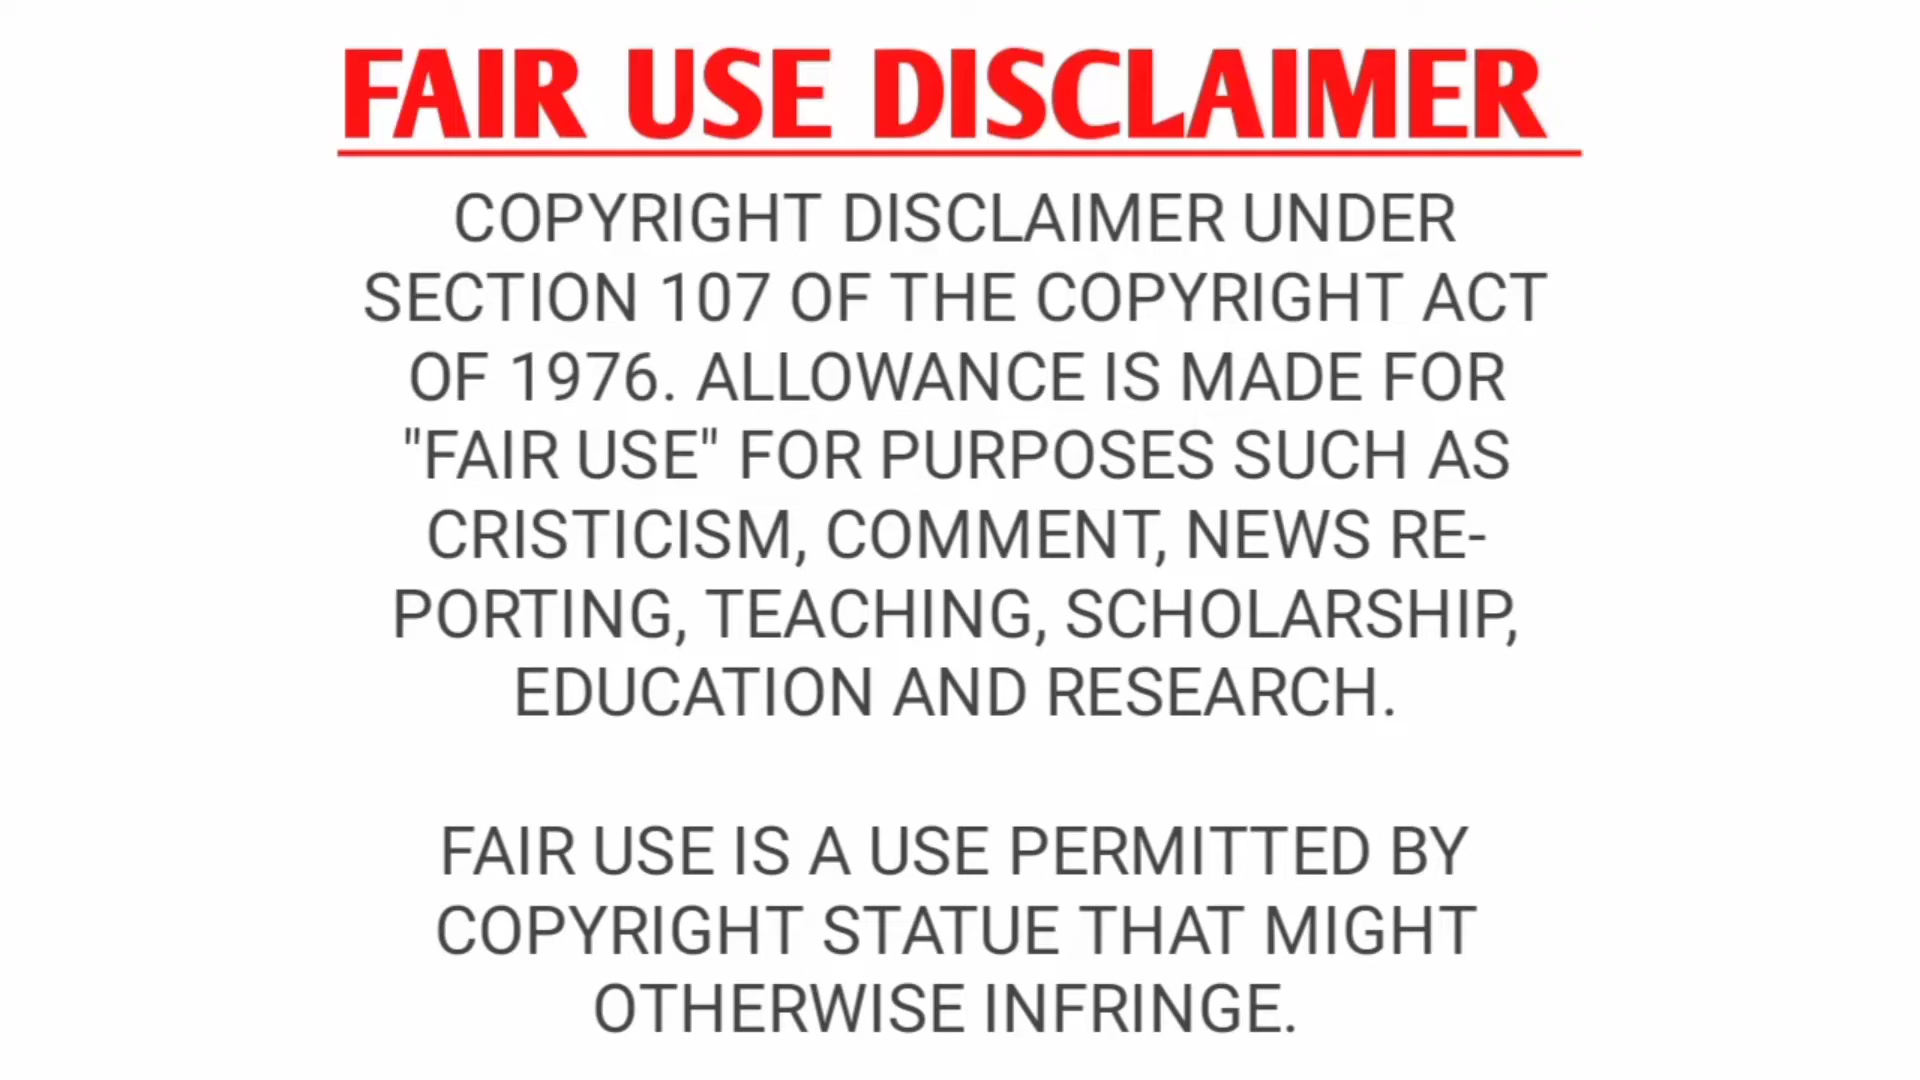 FAIR USE DISCLAIMER
COPYRIGHT DISCLAIMER UNDER
SECTION 107 OF THE COPYRIGHT ACT
OF 1976. ALLOWANCE IS MADE FOR
"FAIR USE" FOR PURPOSES SUCH AS
CRISTICISM, COMMENT, NEWS RE-
PORTING, TEACHING, SCHOLARSHIP,
EDUCATION AND RESEARCH.
FAIR USE IS A USE PERMITTED BY
COPYRIGHT STATUE THAT MIGHT
OTHERWISE INFRINGE.